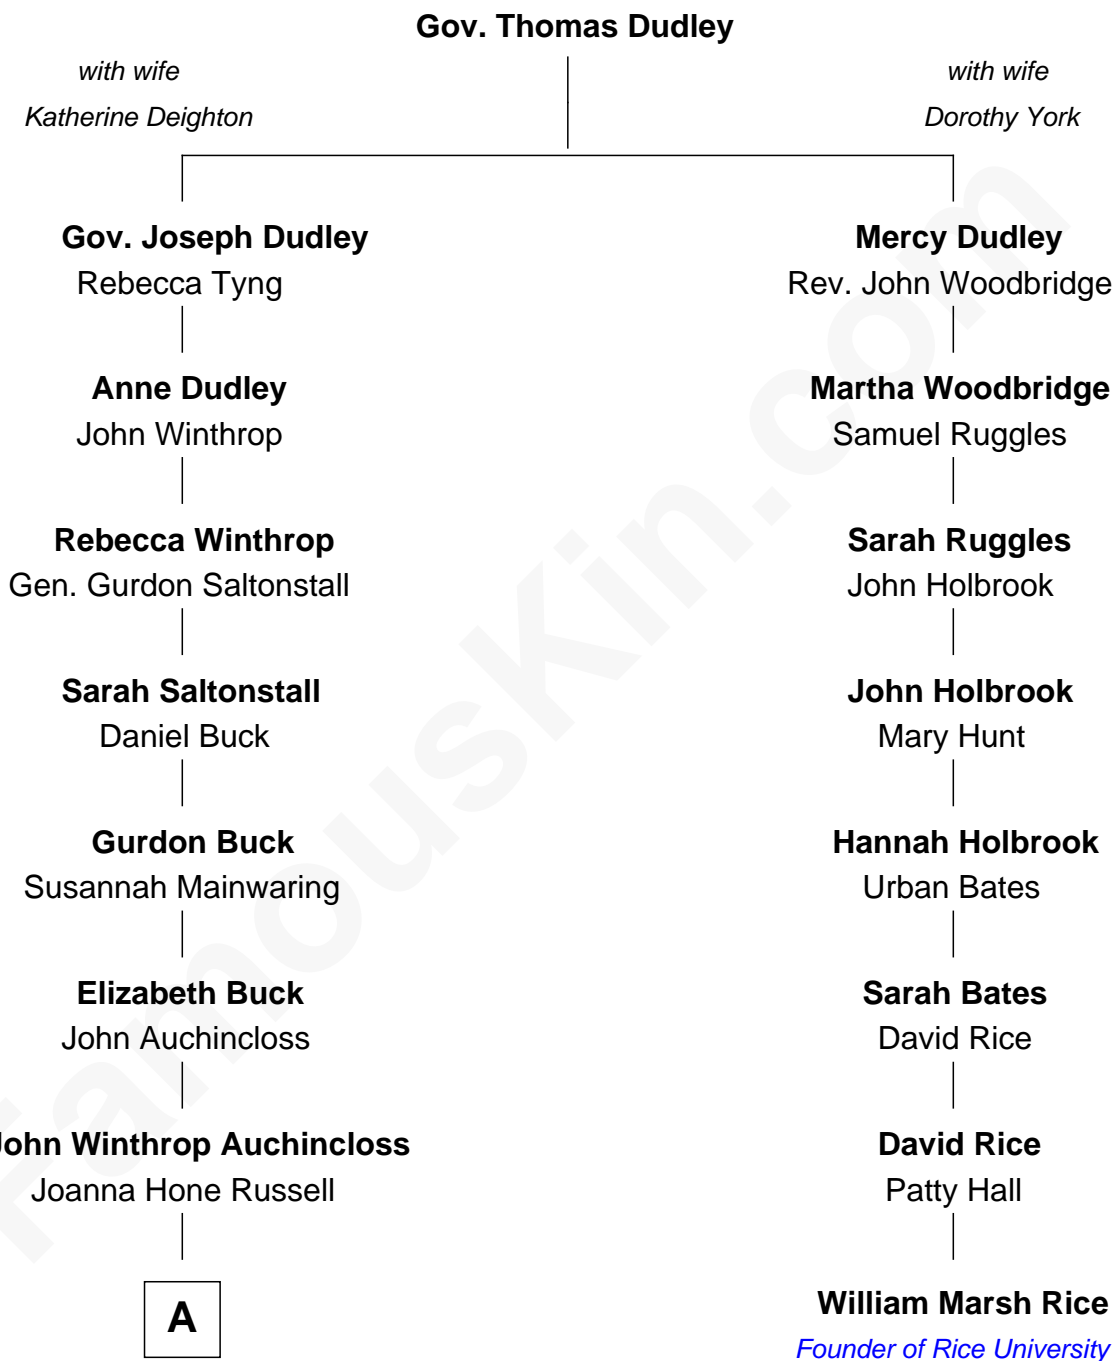 Gov. Thomas Dudley
with wife
Katherine Deighton
with wife
Dorothy York
Gov. Joseph Dudley
Rebecca Tyng
Mercy Dudley
Rev. John Woodbridge
Anne Dudley
John Winthrop
Martha Woodbridge
Samuel Ruggles
Rebecca Winthrop
Gen. Gurdon Saltonstall
Sarah Ruggles
John Holbrook
Sarah Saltonstall
Daniel Buck
John Holbrook
Mary Hunt
Gurdon Buck
Susannah Mainwaring
Hannah Holbrook
Urban Bates
Elizabeth Buck
John Auchincloss
Sarah Bates
David Rice
John Winthrop Auchincloss
Joanna Hone Russell
David Rice
Patty Hall
A
William Marsh Rice
Founder of Rice University
FamousKin.com